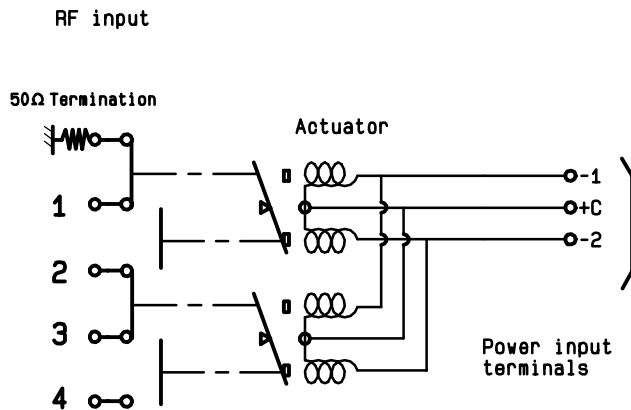 RF input
50Ω Termination
Actuator
1
2
3
4
-1
+C
-2
Power input
terminals